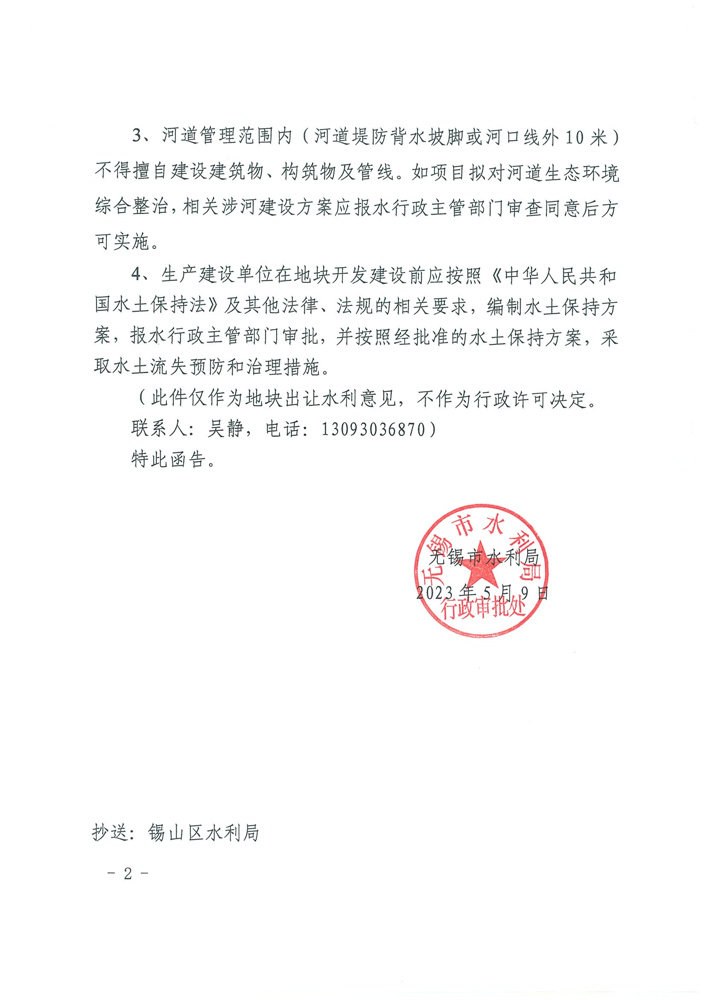 3、河道管理范围内（河道堤防背水坡脚或河口线外10米）
不得擅自建设建筑物、构筑物及管线。如项目拟对河道生态环境
综合整治，相关涉河建设方案应报水行政主管部门审查同意后方
可实施。
4、生产建设单位在地块开发建设前应按照《中华人民共和
国水土保持法》及其他法律、法规的相关要求，编制水土保持方
案，报水行政主管部门审批，并按照经批准的水土保持方案，采
取水土流失预防和治理措施。
（此件仅作为地块出让水利意见，不作为行政许可决定。
联系人：吴静，电话：13093036870）
特此函告。
无锡市水利局
无锡市水利局
2023年5月9日
行政审批处
抄送：锡山区水利局
- 2 -